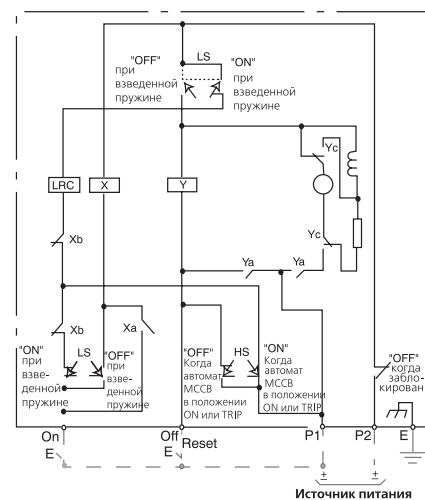 "OFF"
при
взведенной
пружине
LS
"ON"
при
взведенной
пружине
Yc
LRC
X
Y
Xb
Yc
Ya
Ya
Xb
Xa
"ON"
при
взве-
денной
пружине
LS
"OFF"
при
взве-
денной
пружине
"OFF"
Когда
автомат
MCCB
в положении
ON или TRIP
HS
"ON"
Когда
автомат
MCCB
в положении
ON или TRIP
"OFF"
когда
забло-
кирован
On
Off
Reset
P1
P2
E
E
E
+
+
Источник питания